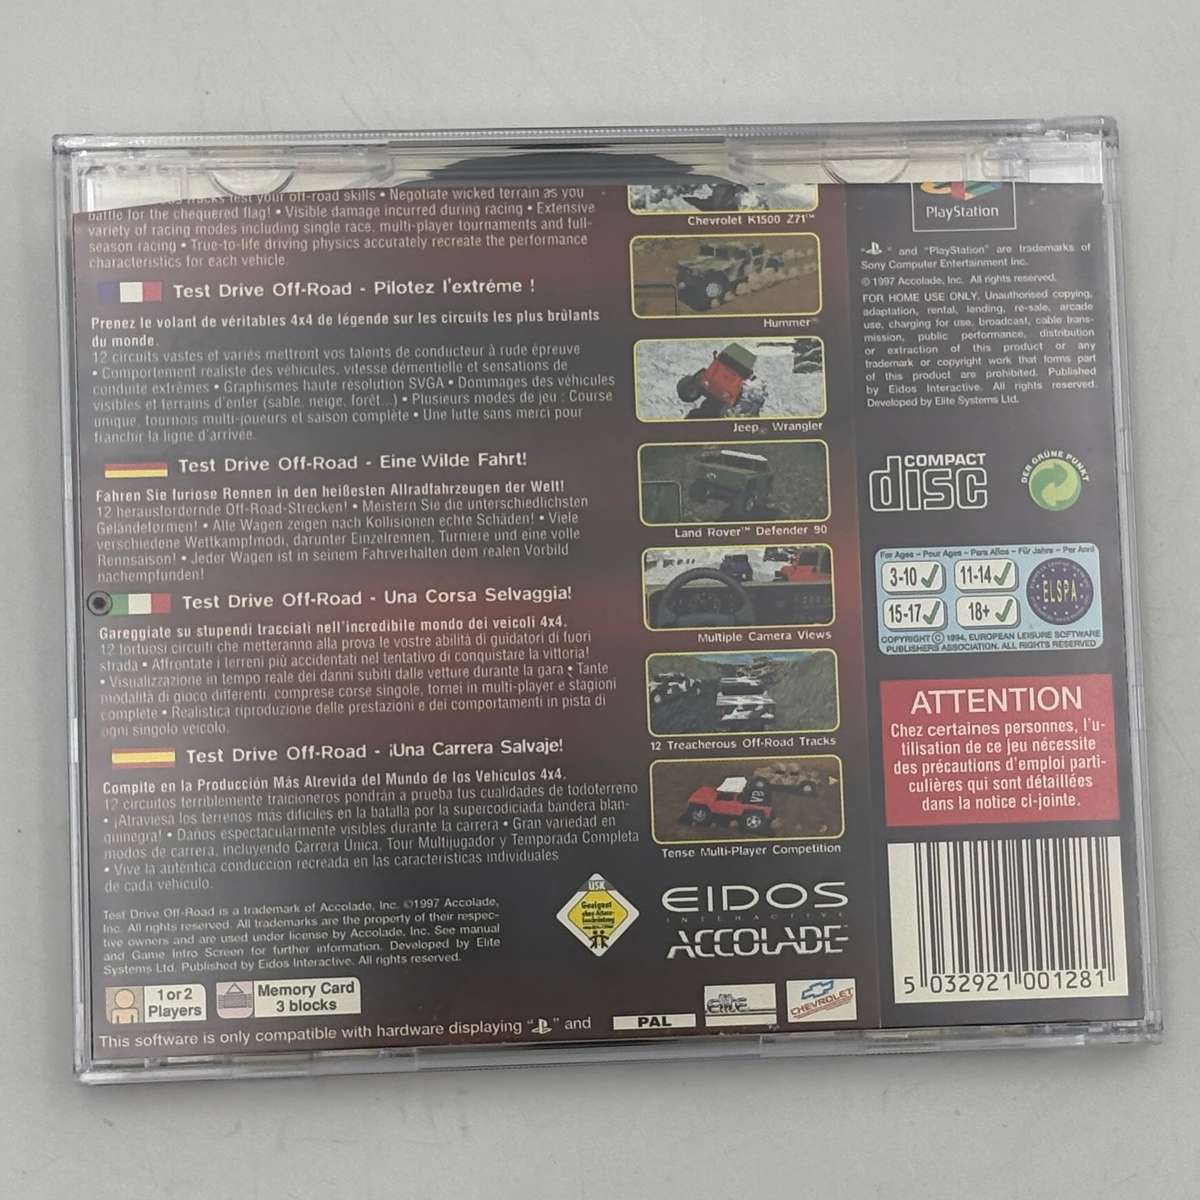 test your off-road skills • Negotiate wicked terrain as you
battle for the chequered flag! • Visible damage incurred during racing • Extensive
variety of racing modes including single race, multi-player tournaments and full-
season racing • True-to-life driving physics accurately recreate the performance
characteristics for each vehicle.
Test Drive Off-Road - Pilotez l'extréme !
Prenez le volant de véritables 4x4 de légende sur les circuits les plus brûlants
du monde.
12 circuits vastes et variés mettront vos talents de conducteur à rude épreuve
• Comportement réaliste des véhicules, vitesse démentielle et sensations de
conduite extrêmes • Graphismes haute résolution SVGA • Dommages des véhicules
visibles et terrains d'enfer (sable, neige, forêt...) • Plusieurs modes de jeu : Course
unique, tournois multi-joueurs et saison complète • Une lutte sans merci pour
franchir la ligne d'arrivée.
Test Drive Off-Road - Eine Wilde Fahrt!
Fahren Sie furiose Rennen in den heißesten Allradfahrzeugen der Welt!
12 herausfordernde Off-Road-Strecken! • Meistern Sie die unterschiedlichsten
Geländeformen! • Alle Wagen zeigen nach Kollisionen echte Schäden! • Viele
verschiedene Wettkampfmodi, darunter Einzelrennen, Turniere und eine volle
Rennsaison! • Jeder Wagen ist in seinem Fahrverhalten dem realen Vorbild
nachempfunden!
Test Drive Off-Road - Una Corsa Selvaggia!
Gareggiate su stupendi tracciati nell'incredibile mondo dei veicoli 4x4.
12 tortuosi circuiti che metteranno alla prova le vostre abilità di guidatori di fuori
strada • Affrontate i terreni più accidentati nel tentativo di conquistare la vittoria!
• Visualizzazione in tempo reale dei danni subiti dalle vetture durante la gara • Tante
modalità di gioco differenti, comprese corse singole, tornei in multi-player e stagioni
complete • Realistica riproduzione delle prestazioni e dei comportamenti in pista di
ogni singolo veicolo.
Test Drive Off-Road - ¡Una Carrera Salvaje!
Compite en la Producción Más Atrevida del Mundo de los Vehículos 4x4.
12 circuitos terriblemente traicioneros pondrán a prueba tus cualidades de todoterreno
• ¡Atraviesa los terrenos más difíciles en la batalla por la supercodiciada bandera blan-
quinegra! • Daños espectacularmente visibles durante la carrera • Gran variedad en
modos de carrera, incluyendo Carrera Única, Tour Multijugador y Temporada Completa
• Vive la auténtica conducción recreada en las características individuales
de cada vehículo.
Test Drive Off-Road is a trademark of Accolade, Inc. ©1997 Accolade,
Inc. All rights reserved. All trademarks are the property of their respec-
tive owners and are used under license by Accolade, Inc. See manual
and Game Intro Screen for further information. Developed by Elite
Systems Ltd. Published by Eidos Interactive. All rights reserved.
1 or 2
Players
Memory Card
3 blocks
This software is only compatible with hardware displaying " " and PAL
Chevrolet K1500 Z71™
Hummer®
Jeep® Wrangler
Land Rover™ Defender 90
Multiple Camera Views
12 Treacherous Off-Road Tracks
Tense Multi-Player Competition
USK
Geeignet
EIDOS
INTERACTIVE
ACCOLADE
elite
CHEVROLET
PlayStation
" " and "PlayStation" are trademarks of
Sony Computer Entertainment Inc.
© 1997 Accolade, Inc. All rights reserved.
FOR HOME USE ONLY. Unauthorised copying,
adaptation, rental, lending, re-sale, arcade
use, charging for use, broadcast, cable trans-
mission, public performance, distribution
or extraction of this product or any
trademark or copyright work that forms part
of this product are prohibited. Published
by Eidos Interactive. All rights reserved.
Developed by Elite Systems Ltd.
COMPACT
disc
DER GRÜNE PUNKT
For Ages - Pour Ages - Para Años - Für Jahre - Per Anni
3-10 11-14
15-17 18+
ELSPA
COPYRIGHT © 1994, EUROPEAN LEISURE SOFTWARE
PUBLISHERS ASSOCIATION. ALL RIGHTS RESERVED
ATTENTION
Chez certaines personnes, l'u-
tilisation de ce jeu nécessite
des précautions d'emploi parti-
culières qui sont détaillées
dans la notice ci-jointe.
5 032921 001281